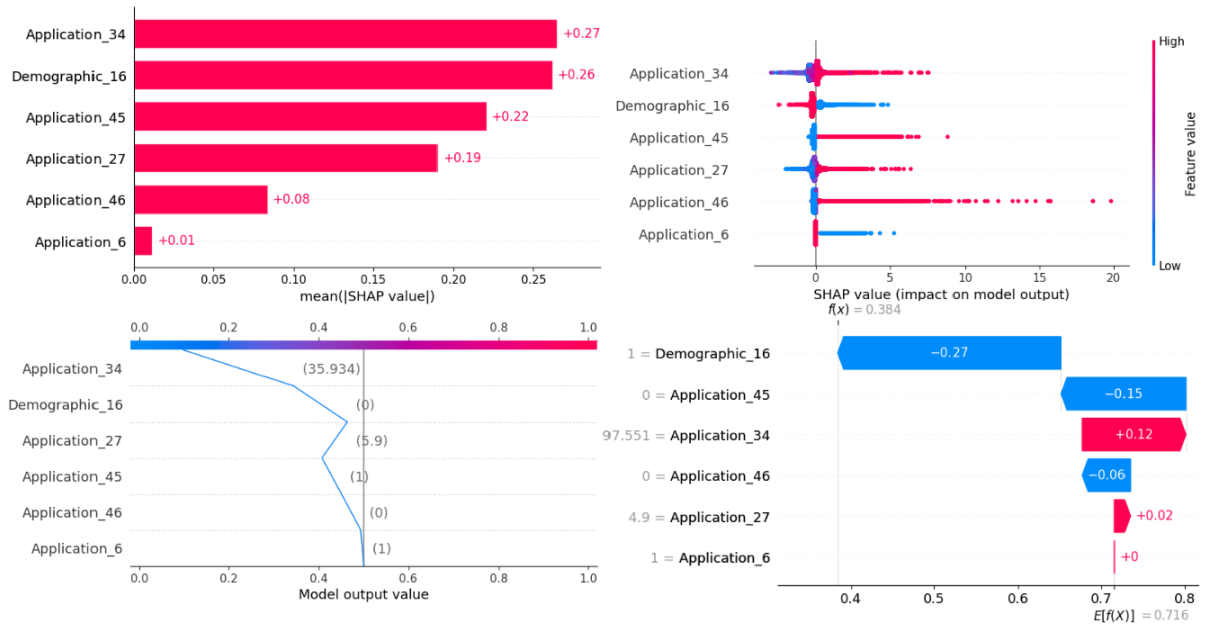 Application_34 +0.27
Demographic_16 +0.26
Application_45 +0.22
Application_27 +0.19
Application_46 +0.08
Application_6 +0.01
0.00 0.05 0.10 0.15 0.20 0.25
mean(|SHAP value|)
High
Application_34
Demographic_16
Application_45
Application_27
Application_46
Application_6
Feature value
Low
0 5 10 15 20
SHAP value (impact on model output)
0.0 0.2 0.4 0.6 0.8 1.0
Application_34 (35.934)
Demographic_16 (0)
Application_27 (5.9)
Application_45 (1)
Application_46 (0)
Application_6 (1)
0.0 0.2 0.4 0.6 0.8 1.0
Model output value
f(x) = 0.384
1 = Demographic_16 −0.27
0 = Application_45 −0.15
97.551 = Application_34 +0.12
0 = Application_46 −0.06
4.9 = Application_27 +0.02
1 = Application_6 +0
0.4 0.5 0.6 0.7 0.8
E[f(X)] = 0.716